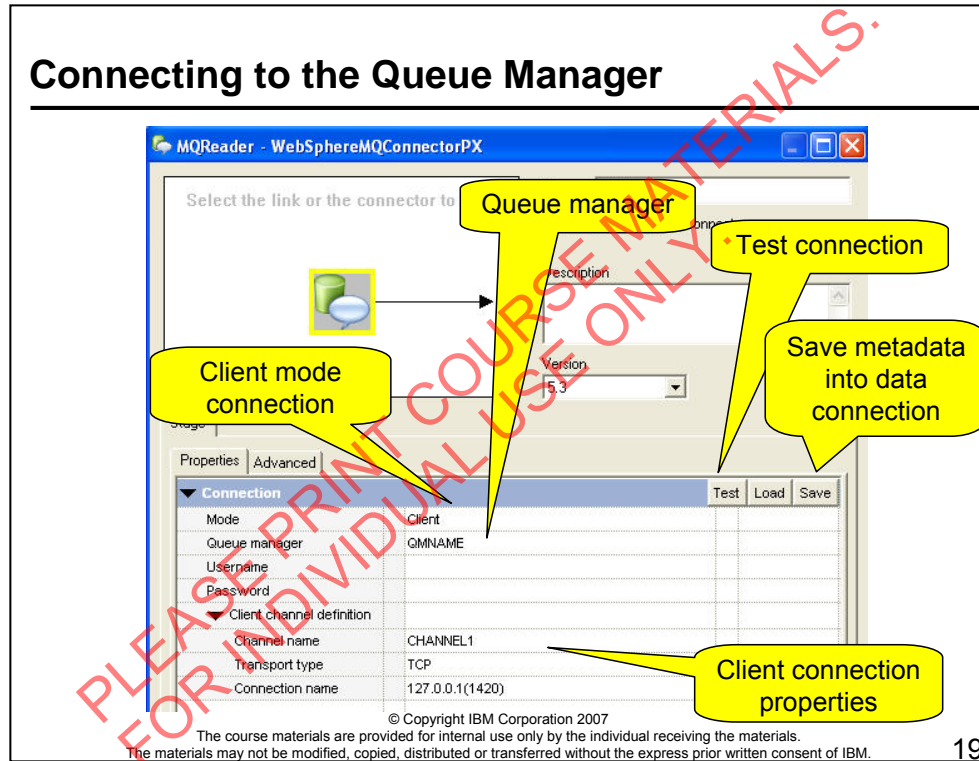 Connecting to the Queue Manager
MQReader - WebSphereMQConnectorPX
Select the link or the connector to
Queue manager
Test connection
Description
Save metadata
into data
connection
Client mode
connection
Version
5.3
Properties
Advanced
Connection
Test
Load
Save
Mode
Client
Queue manager
QMNAME
Username
Password
Client channel definition
Channel name
CHANNEL1
Transport type
TCP
Connection name
127.0.0.1(1420)
Client connection
properties
PLEASE PRINT COURSE MATERIALS.
FOR INDIVIDUAL USE ONLY.
© Copyright IBM Corporation 2007
The course materials are provided for internal use only by the individual receiving the materials.
The materials may not be modified, copied, distributed or transferred without the express prior written consent of IBM.
19